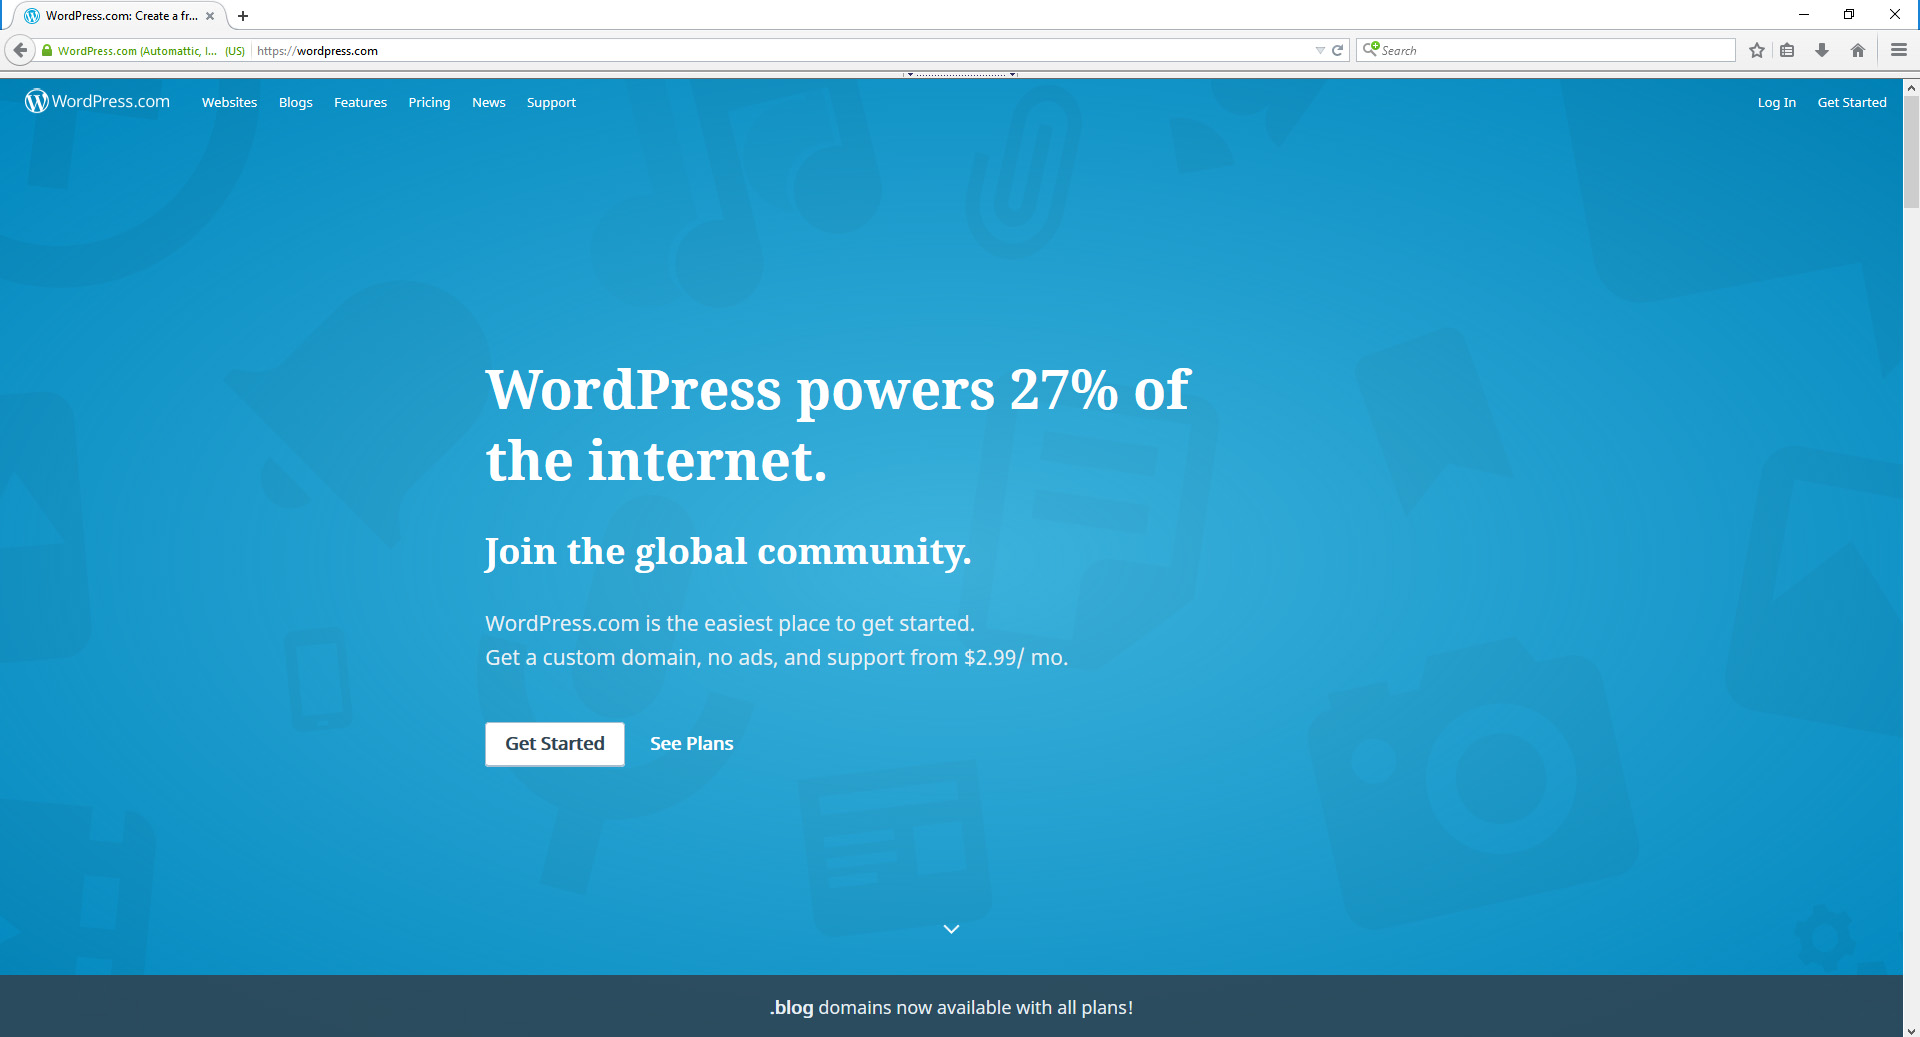 WordPress.com: Create a fr...
WordPress.com (Automattic, I... (US) https://wordpress.com
Search
WordPress.com Websites Blogs Features Pricing News Support Log In Get Started
WordPress powers 27% of
the internet.
Join the global community.
WordPress.com is the easiest place to get started.
Get a custom domain, no ads, and support from $2.99/ mo.
Get Started See Plans
.blog domains now available with all plans!